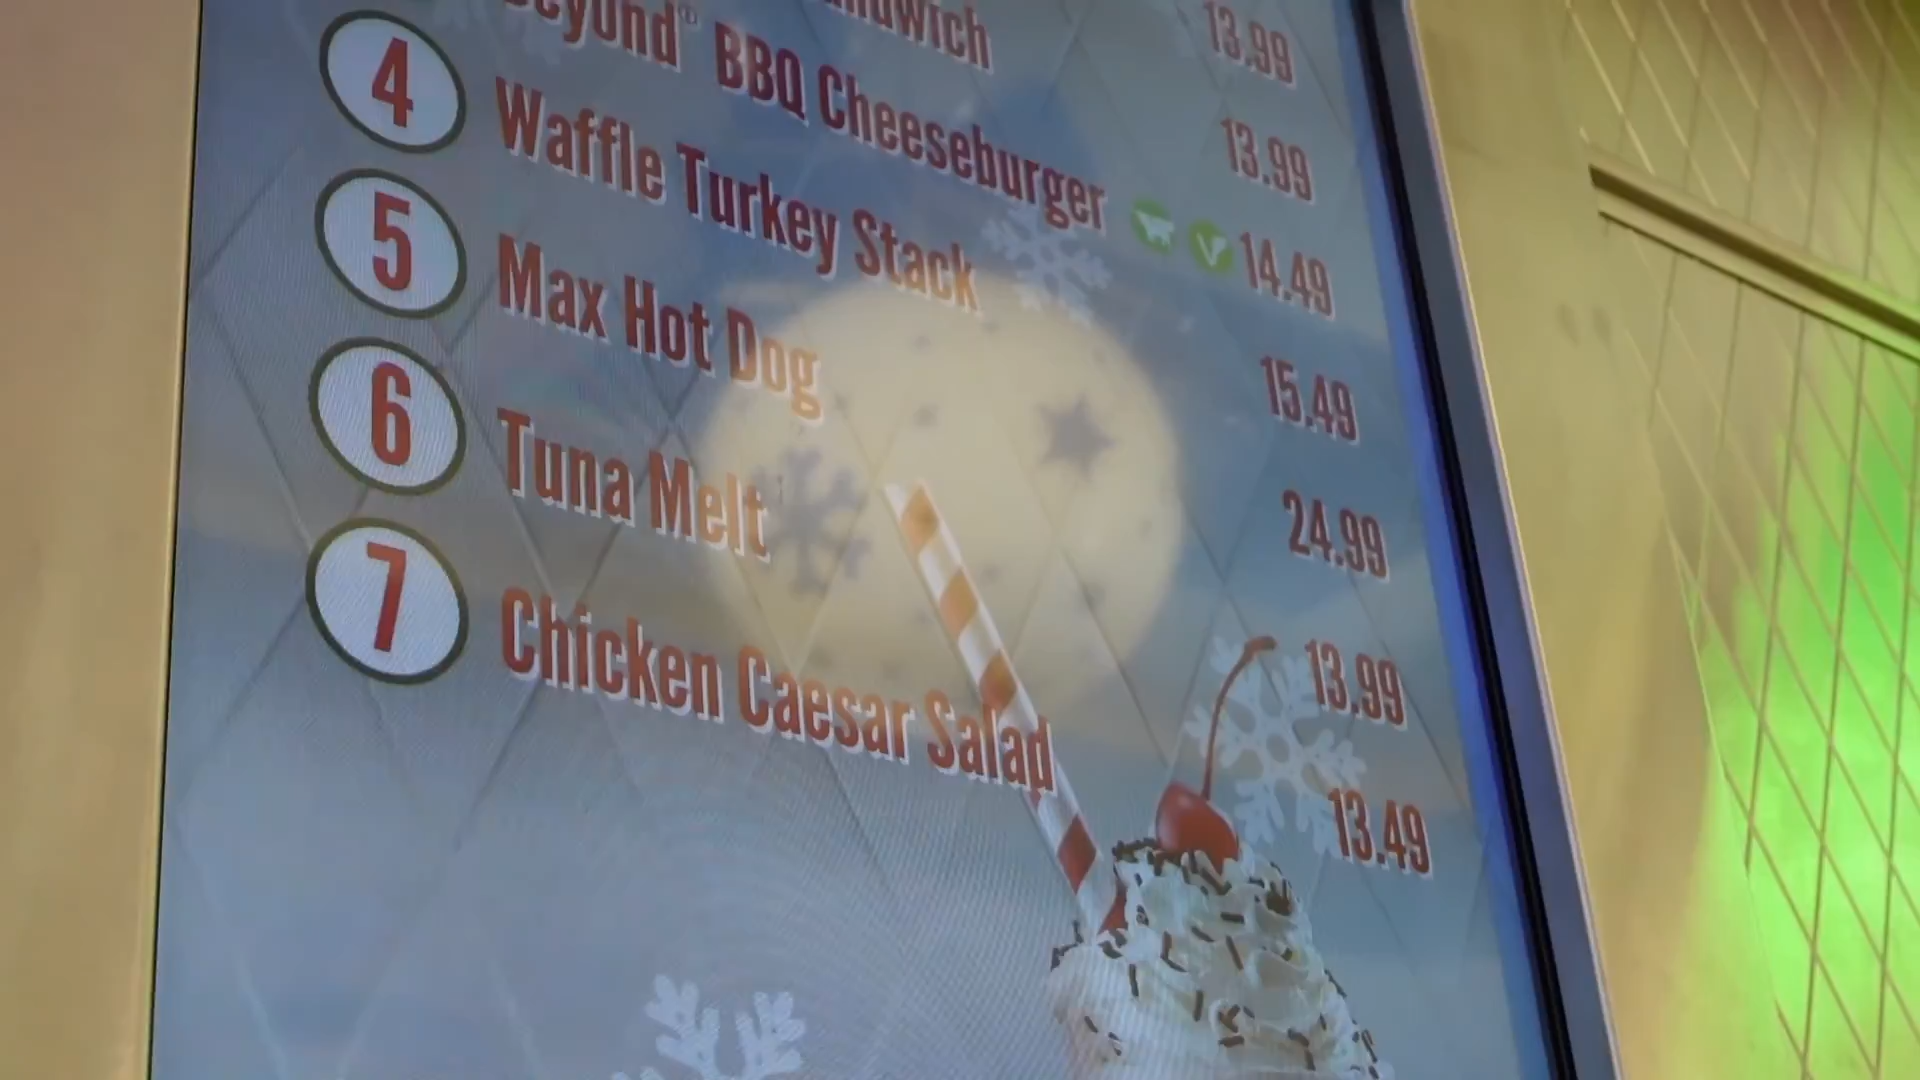 13.99
Sandwich 13.99
Beyond® BBQ Cheeseburger V 14.49
4 Waffle Turkey Stack 15.49
5 Max Hot Dog 24.99
6 Tuna Melt 13.99
7 Chicken Caesar Salad 13.49